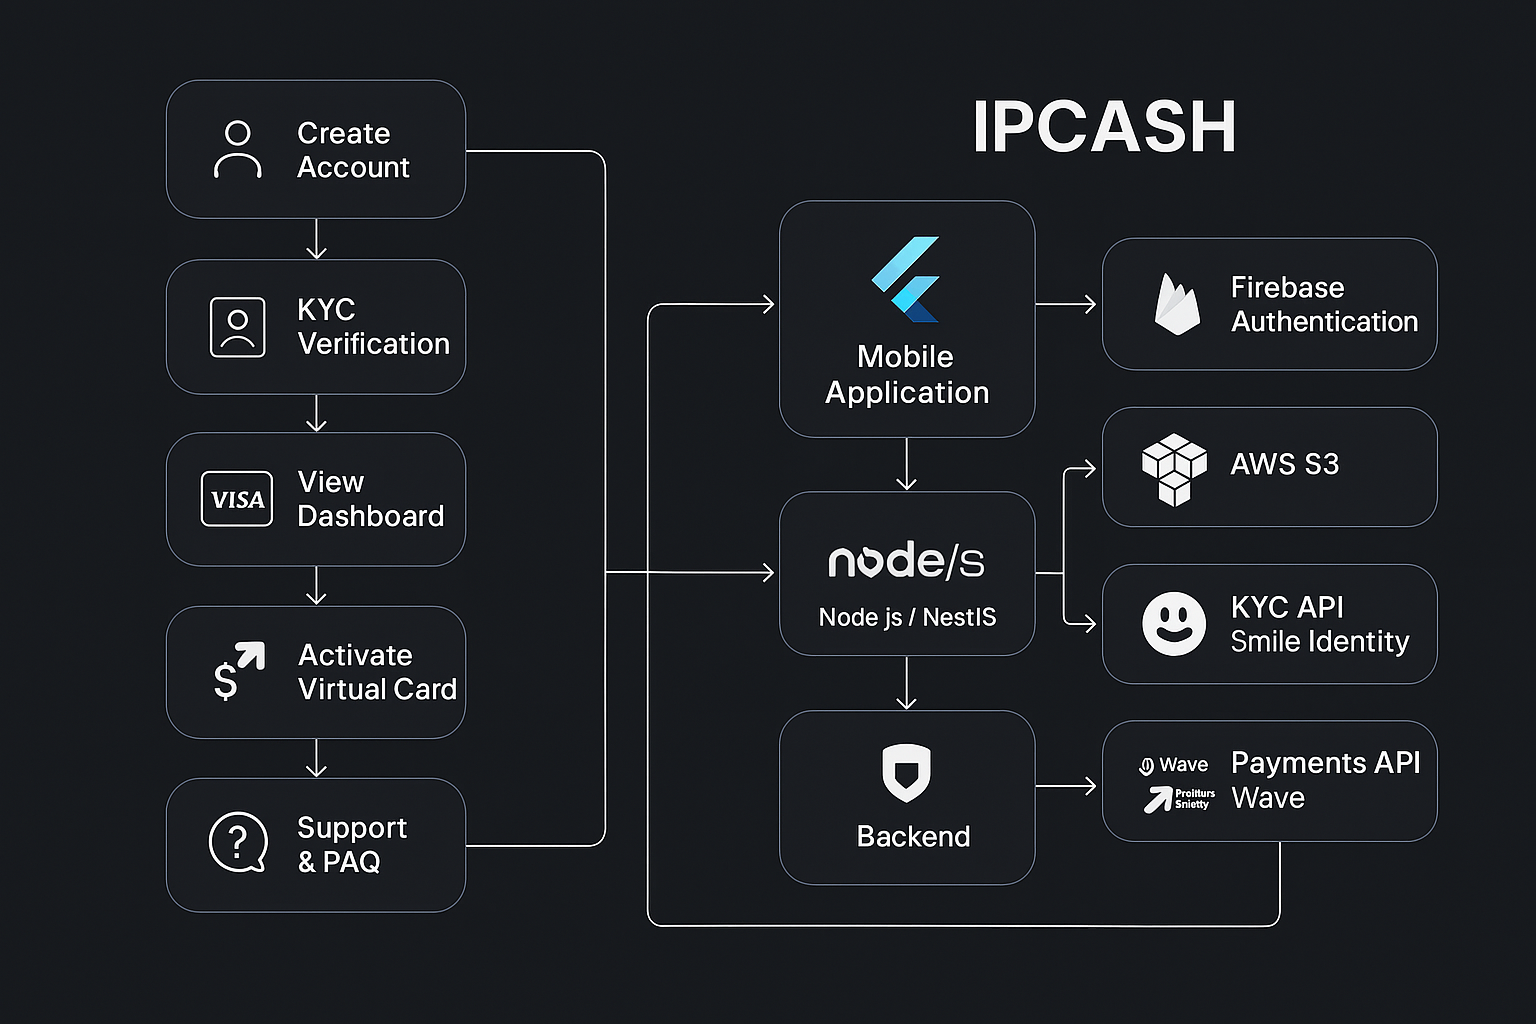 IPCASH
Create
Account
KYC
Verification
VISA
View
Dashboard
Activate
Virtual Card
$
?
Support
& PAQ
Mobile
Application
node/s
Node js / NestIS
Backend
Firebase
Authentication
AWS S3
KYC API
Smile Identity
Wave
Payments API
Wave